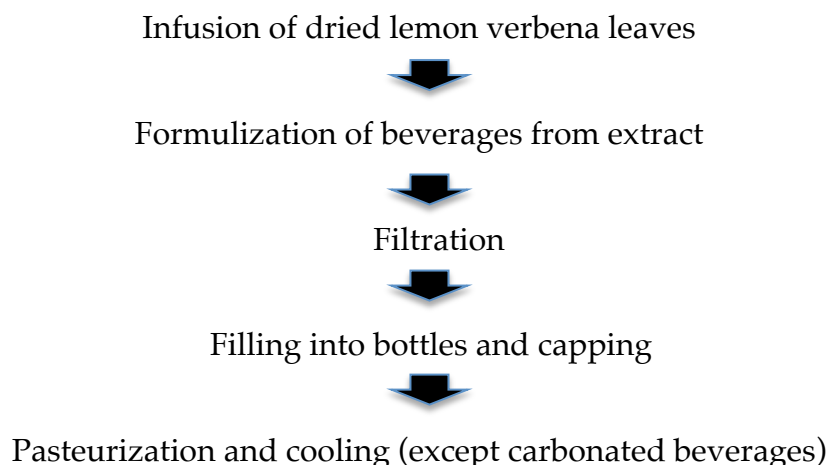 Infusion of dried lemon verbena leaves
Formulization of beverages from extract
Filtration
Filling into bottles and capping
Pasteurization and cooling (except carbonated beverages)